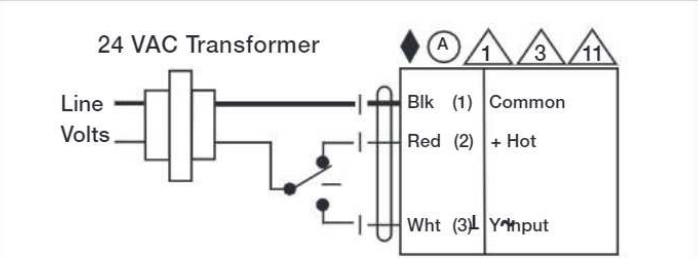 24 VAC Transformer
A 1 3 11
Line
Volts
Blk (1) Common
Red (2) + Hot
Wht (3) Y Input